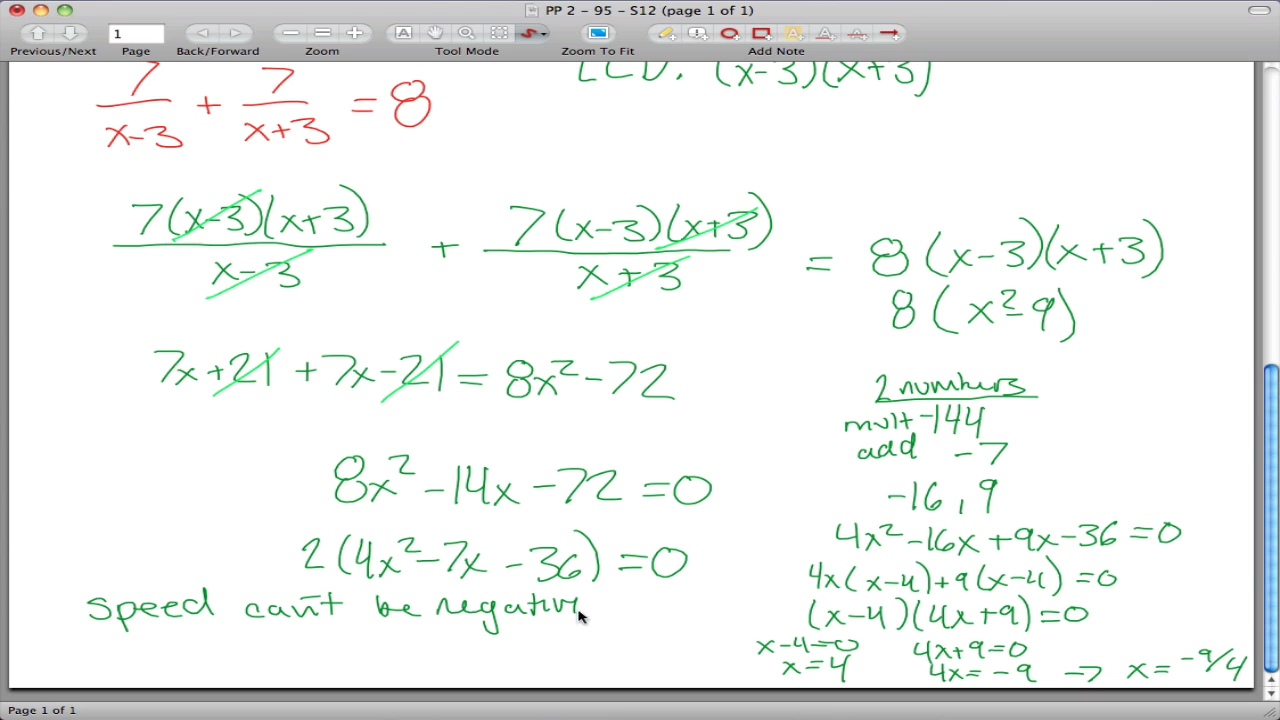 PP 2 - 95 - S12 (page 1 of 1)
1
Previous/Next Page Back/Forward Zoom Tool Mode Zoom To Fit Add Note
LCD: (x-3)(x+3)
7/(x-3) + 7/(x+3) = 8
7(x-3)(x+3)/(x-3) + 7(x-3)(x+3)/(x+3) = 8(x-3)(x+3)
8(x²-9)
7x+21+7x-21=8x²-72
2 numbers
mult -144
add -7
-16, 9
8x²-14x-72=0
4x²-16x+9x-36=0
2(4x²-7x-36)=0
4x(x-4)+9(x-4)=0
(x-4)(4x+9)=0
speed can't be negative
x-4=0 4x+9=0
x=4 4x=-9 → x=-9/4
Page 1 of 1